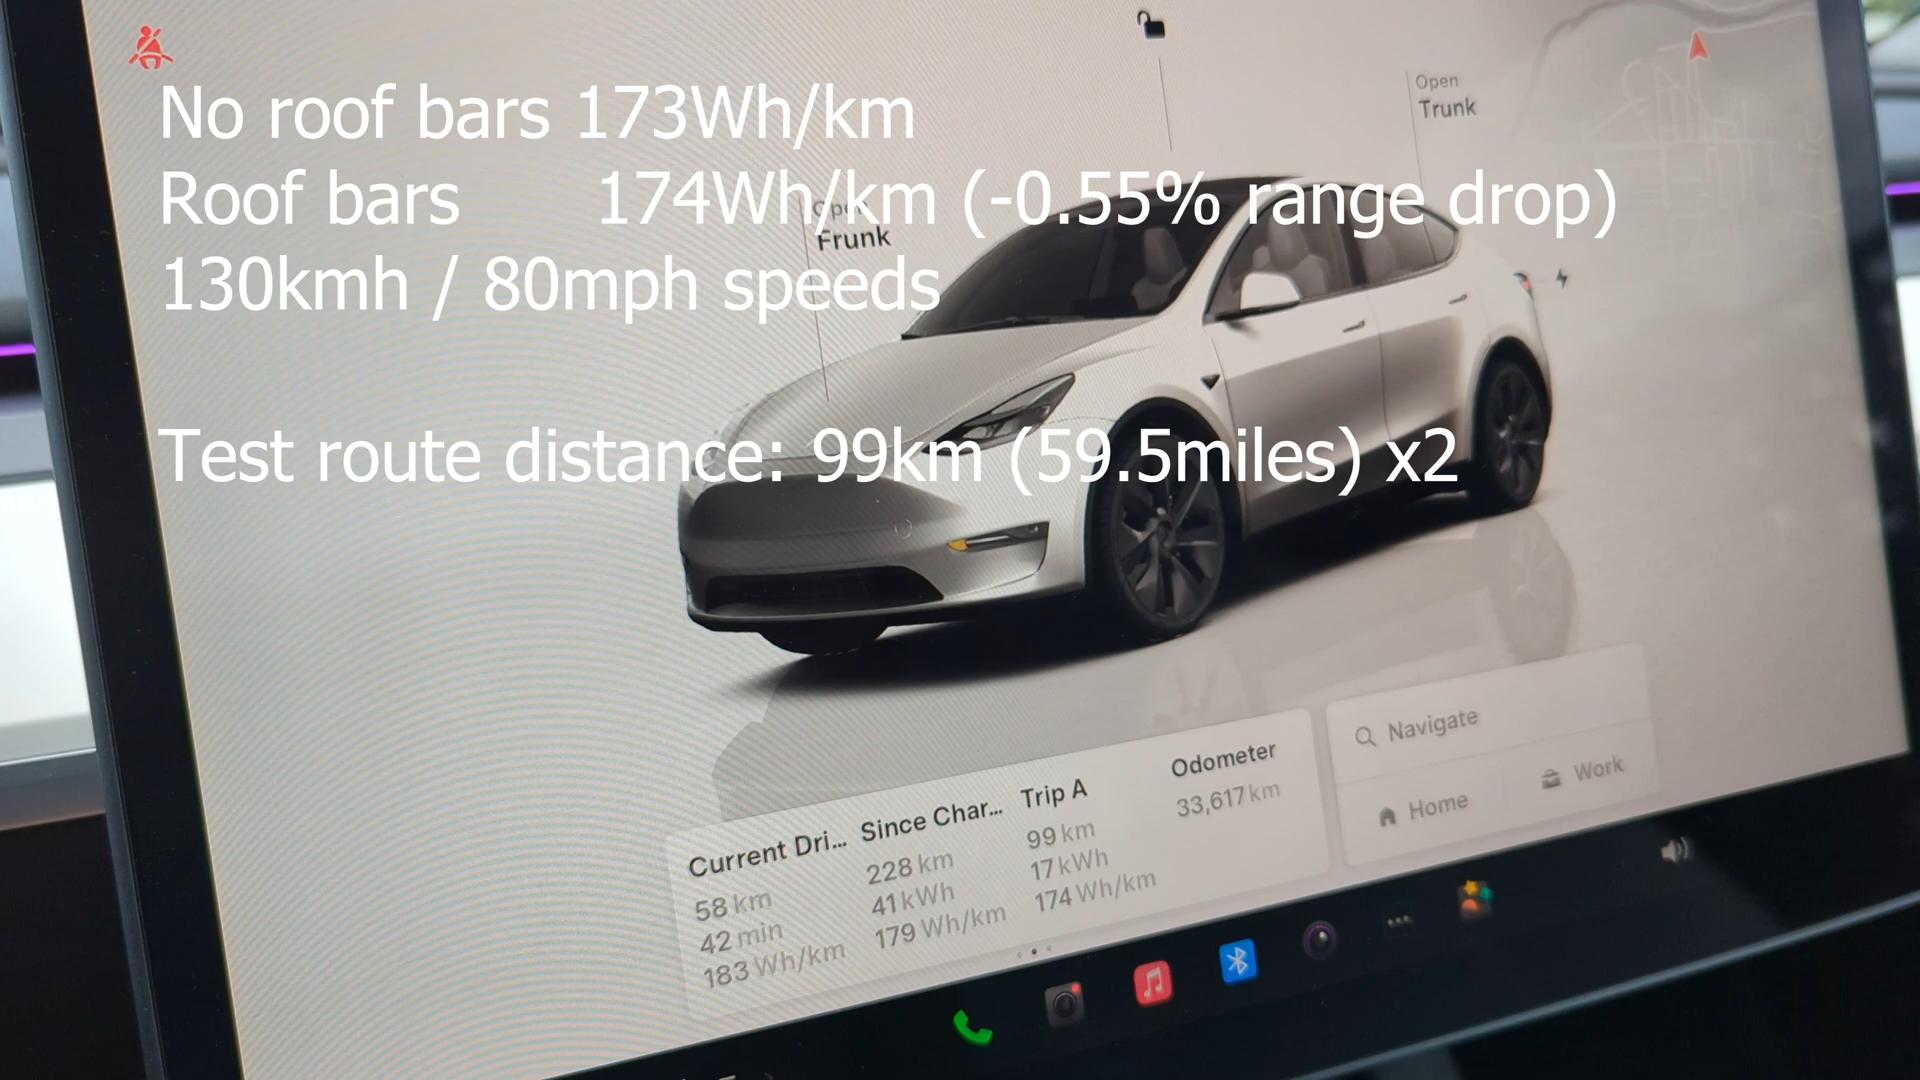 No roof bars 173Wh/km
Roof bars 174Wh/km (-0.55% range drop)
130kmh / 80mph speeds
Test route distance: 99km (59.5miles) x2
Open
Trunk
Open
Frunk
Current Dri...
58 km
42 min
183 Wh/km
Since Char...
228 km
41 kWh
179 Wh/km
Trip A
99 km
17 kWh
174 Wh/km
Odometer
33,617 km
Navigate
Home
Work